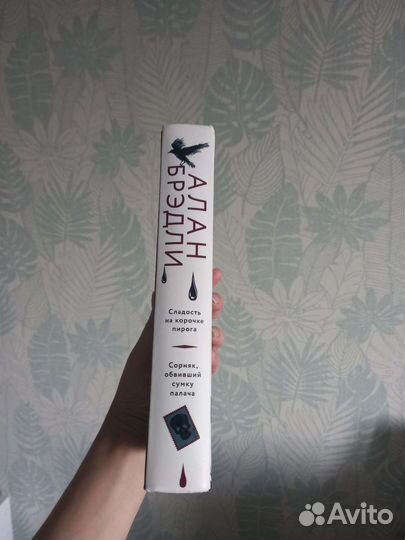 АЛАН
БРЭДЛИ
Сладость
на корочке
пирога
Сорняк,
обвивший
сумку
палача
Avito